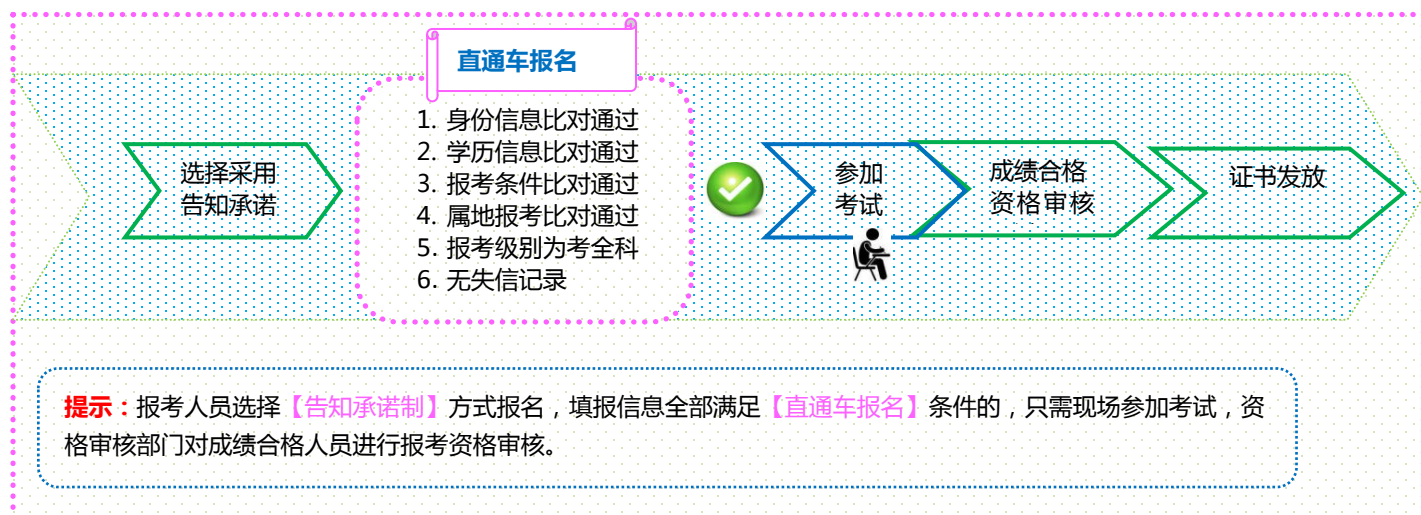 直通车报名
选择采用
告知承诺
1. 身份信息比对通过
2. 学历信息比对通过
3. 报考条件比对通过
4. 属地报考比对通过
5. 报考级别为考全科
6. 无失信记录
参加
考试
成绩合格
资格审核
证书发放
提示：报考人员选择【告知承诺制】方式报名，填报信息全部满足【直通车报名】条件的，只需现场参加考试，资
格审核部门对成绩合格人员进行报考资格审核。